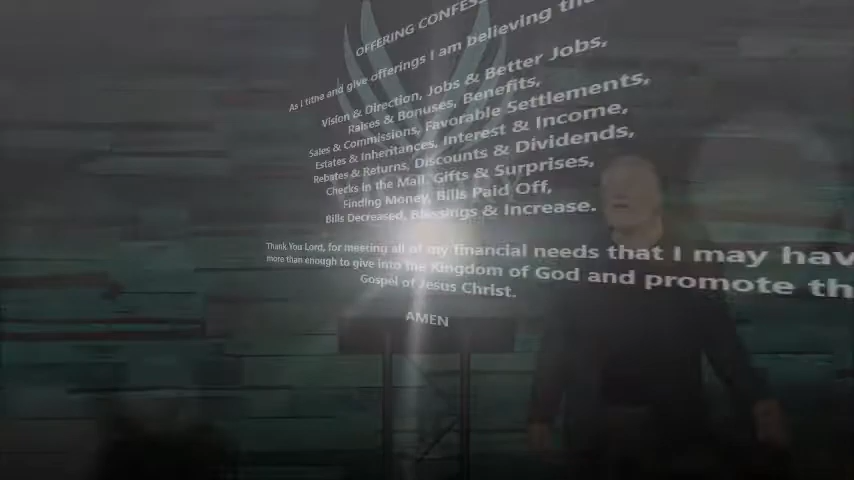 OFFERING CONFESS
As I tithe and give offerings I am believing the
Vision & Direction, Jobs & Better Jobs,
Raises & Bonuses, Benefits,
Sales & Commissions, Favorable Settlements,
Estates & Inheritances, Interest & Income,
Rebates & Returns, Discounts & Dividends,
Checks in the Mail, Gifts & Surprises,
Finding Money, Bills Paid Off,
Bills Decreased, Blessings & Increase.
Thank You Lord, for meeting all of my financial needs that I may hav
more than enough to give into the Kingdom of God and promote th
Gospel of Jesus Christ.
AMEN